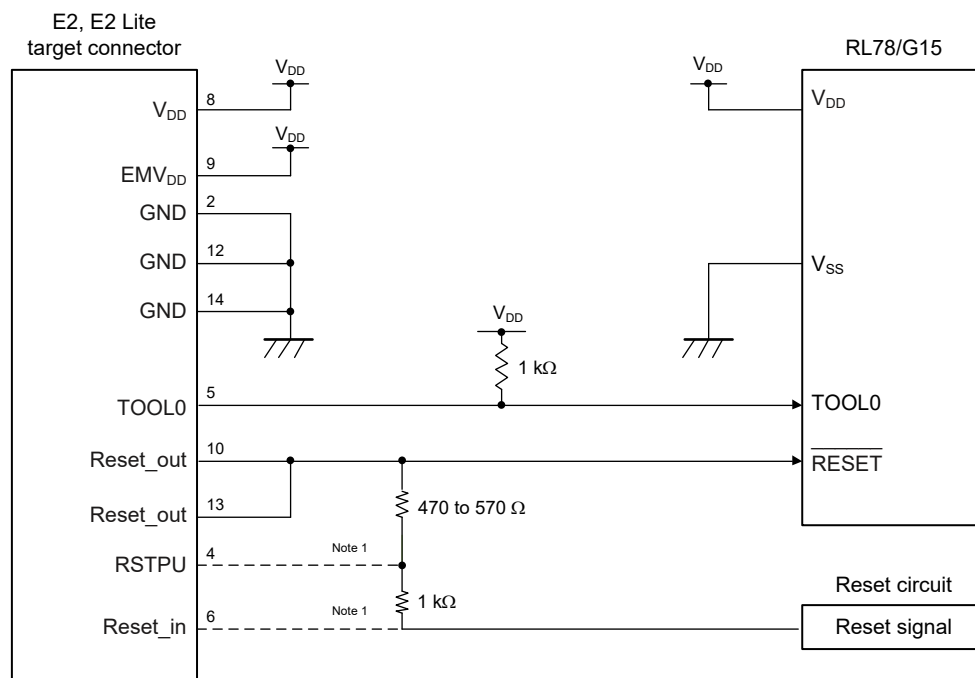 E2, E2 Lite
target connector
RL78/G15
VDD
8
VDD
VDD
VDD
EMVDD
9
VDD
GND
2
GND
12
GND
14
VSS
VDD
1 kΩ
TOOL0
5
TOOL0
Reset_out
10
RESET
Reset_out
13
470 to 570 Ω
RSTPU
4
Note 1
Reset circuit
1 kΩ
Reset_in
6
Note 1
Reset signal